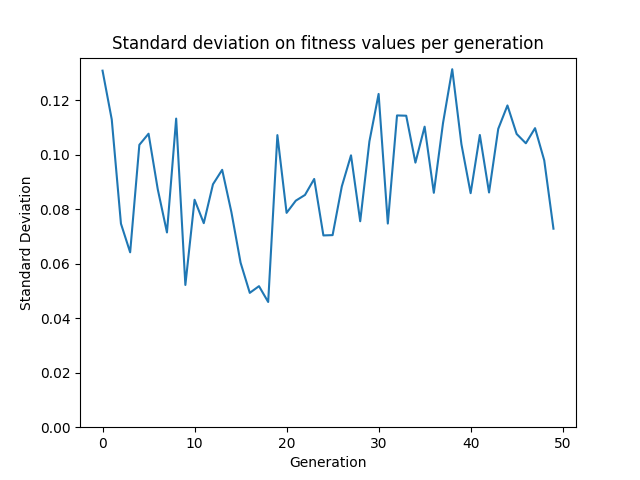 Standard deviation on fitness values per generation
0.12
0.10
0.08
0.06
0.04
0.02
0.00
Standard Deviation
0 10 20 30 40 50
Generation